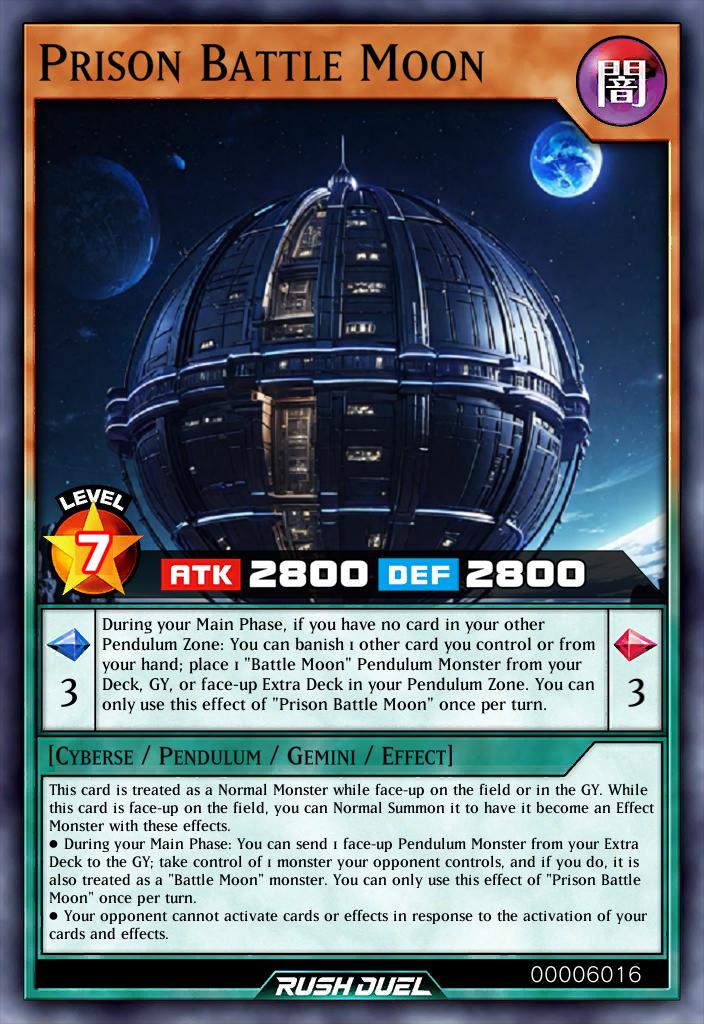 Prison Battle Moon
闇
LEVEL
7
ATK 2800 DEF 2800
3
During your Main Phase, if you have no card in your other
Pendulum Zone: You can banish 1 other card you control or from
your hand; place 1 "Battle Moon" Pendulum Monster from your
Deck, GY, or face-up Extra Deck in your Pendulum Zone. You can
only use this effect of "Prison Battle Moon" once per turn.
3
[Cyberse / Pendulum / Gemini / Effect]
This card is treated as a Normal Monster while face-up on the field or in the GY. While
this card is face-up on the field, you can Normal Summon it to have it become an Effect
Monster with these effects.
● During your Main Phase: You can send 1 face-up Pendulum Monster from your Extra
Deck to the GY; take control of 1 monster your opponent controls, and if you do, it is
also treated as a "Battle Moon" monster. You can only use this effect of "Prison Battle
Moon" once per turn.
● Your opponent cannot activate cards or effects in response to the activation of your
cards and effects.
RUSH DUEL
00006016